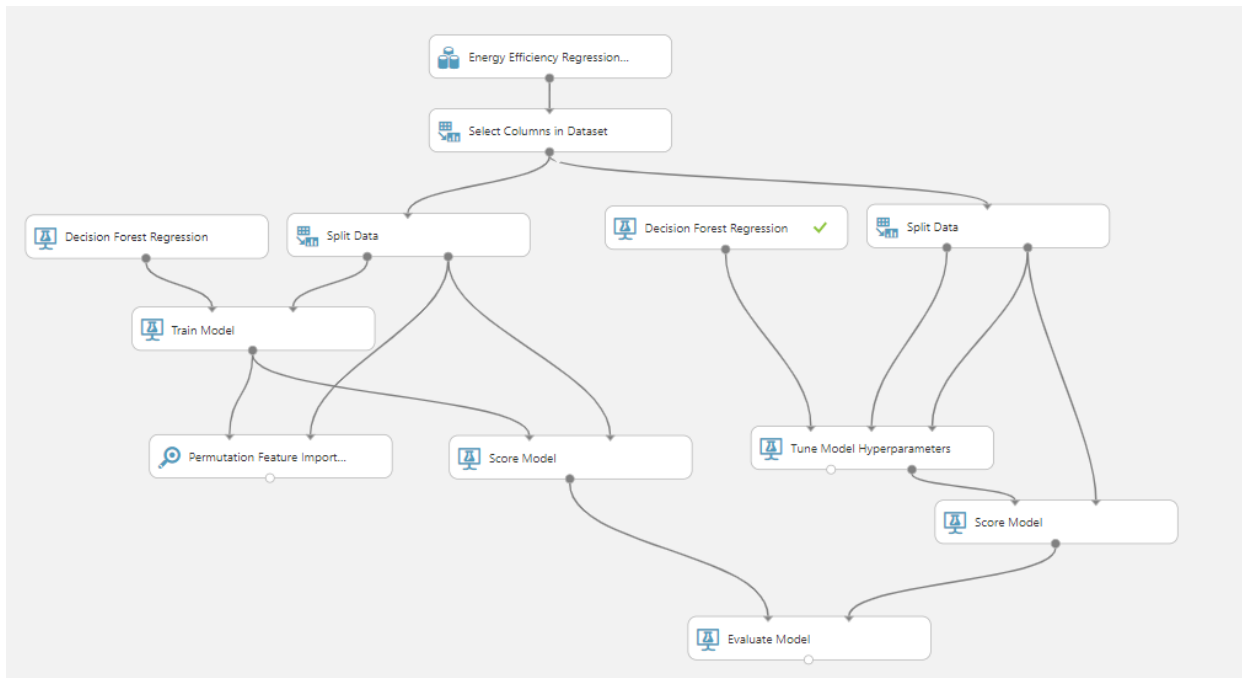 Energy Efficiency Regression...
Select Columns in Dataset
Decision Forest Regression
Split Data
Decision Forest Regression
Split Data
Train Model
Permutation Feature Import...
Score Model
Tune Model Hyperparameters
Score Model
Evaluate Model